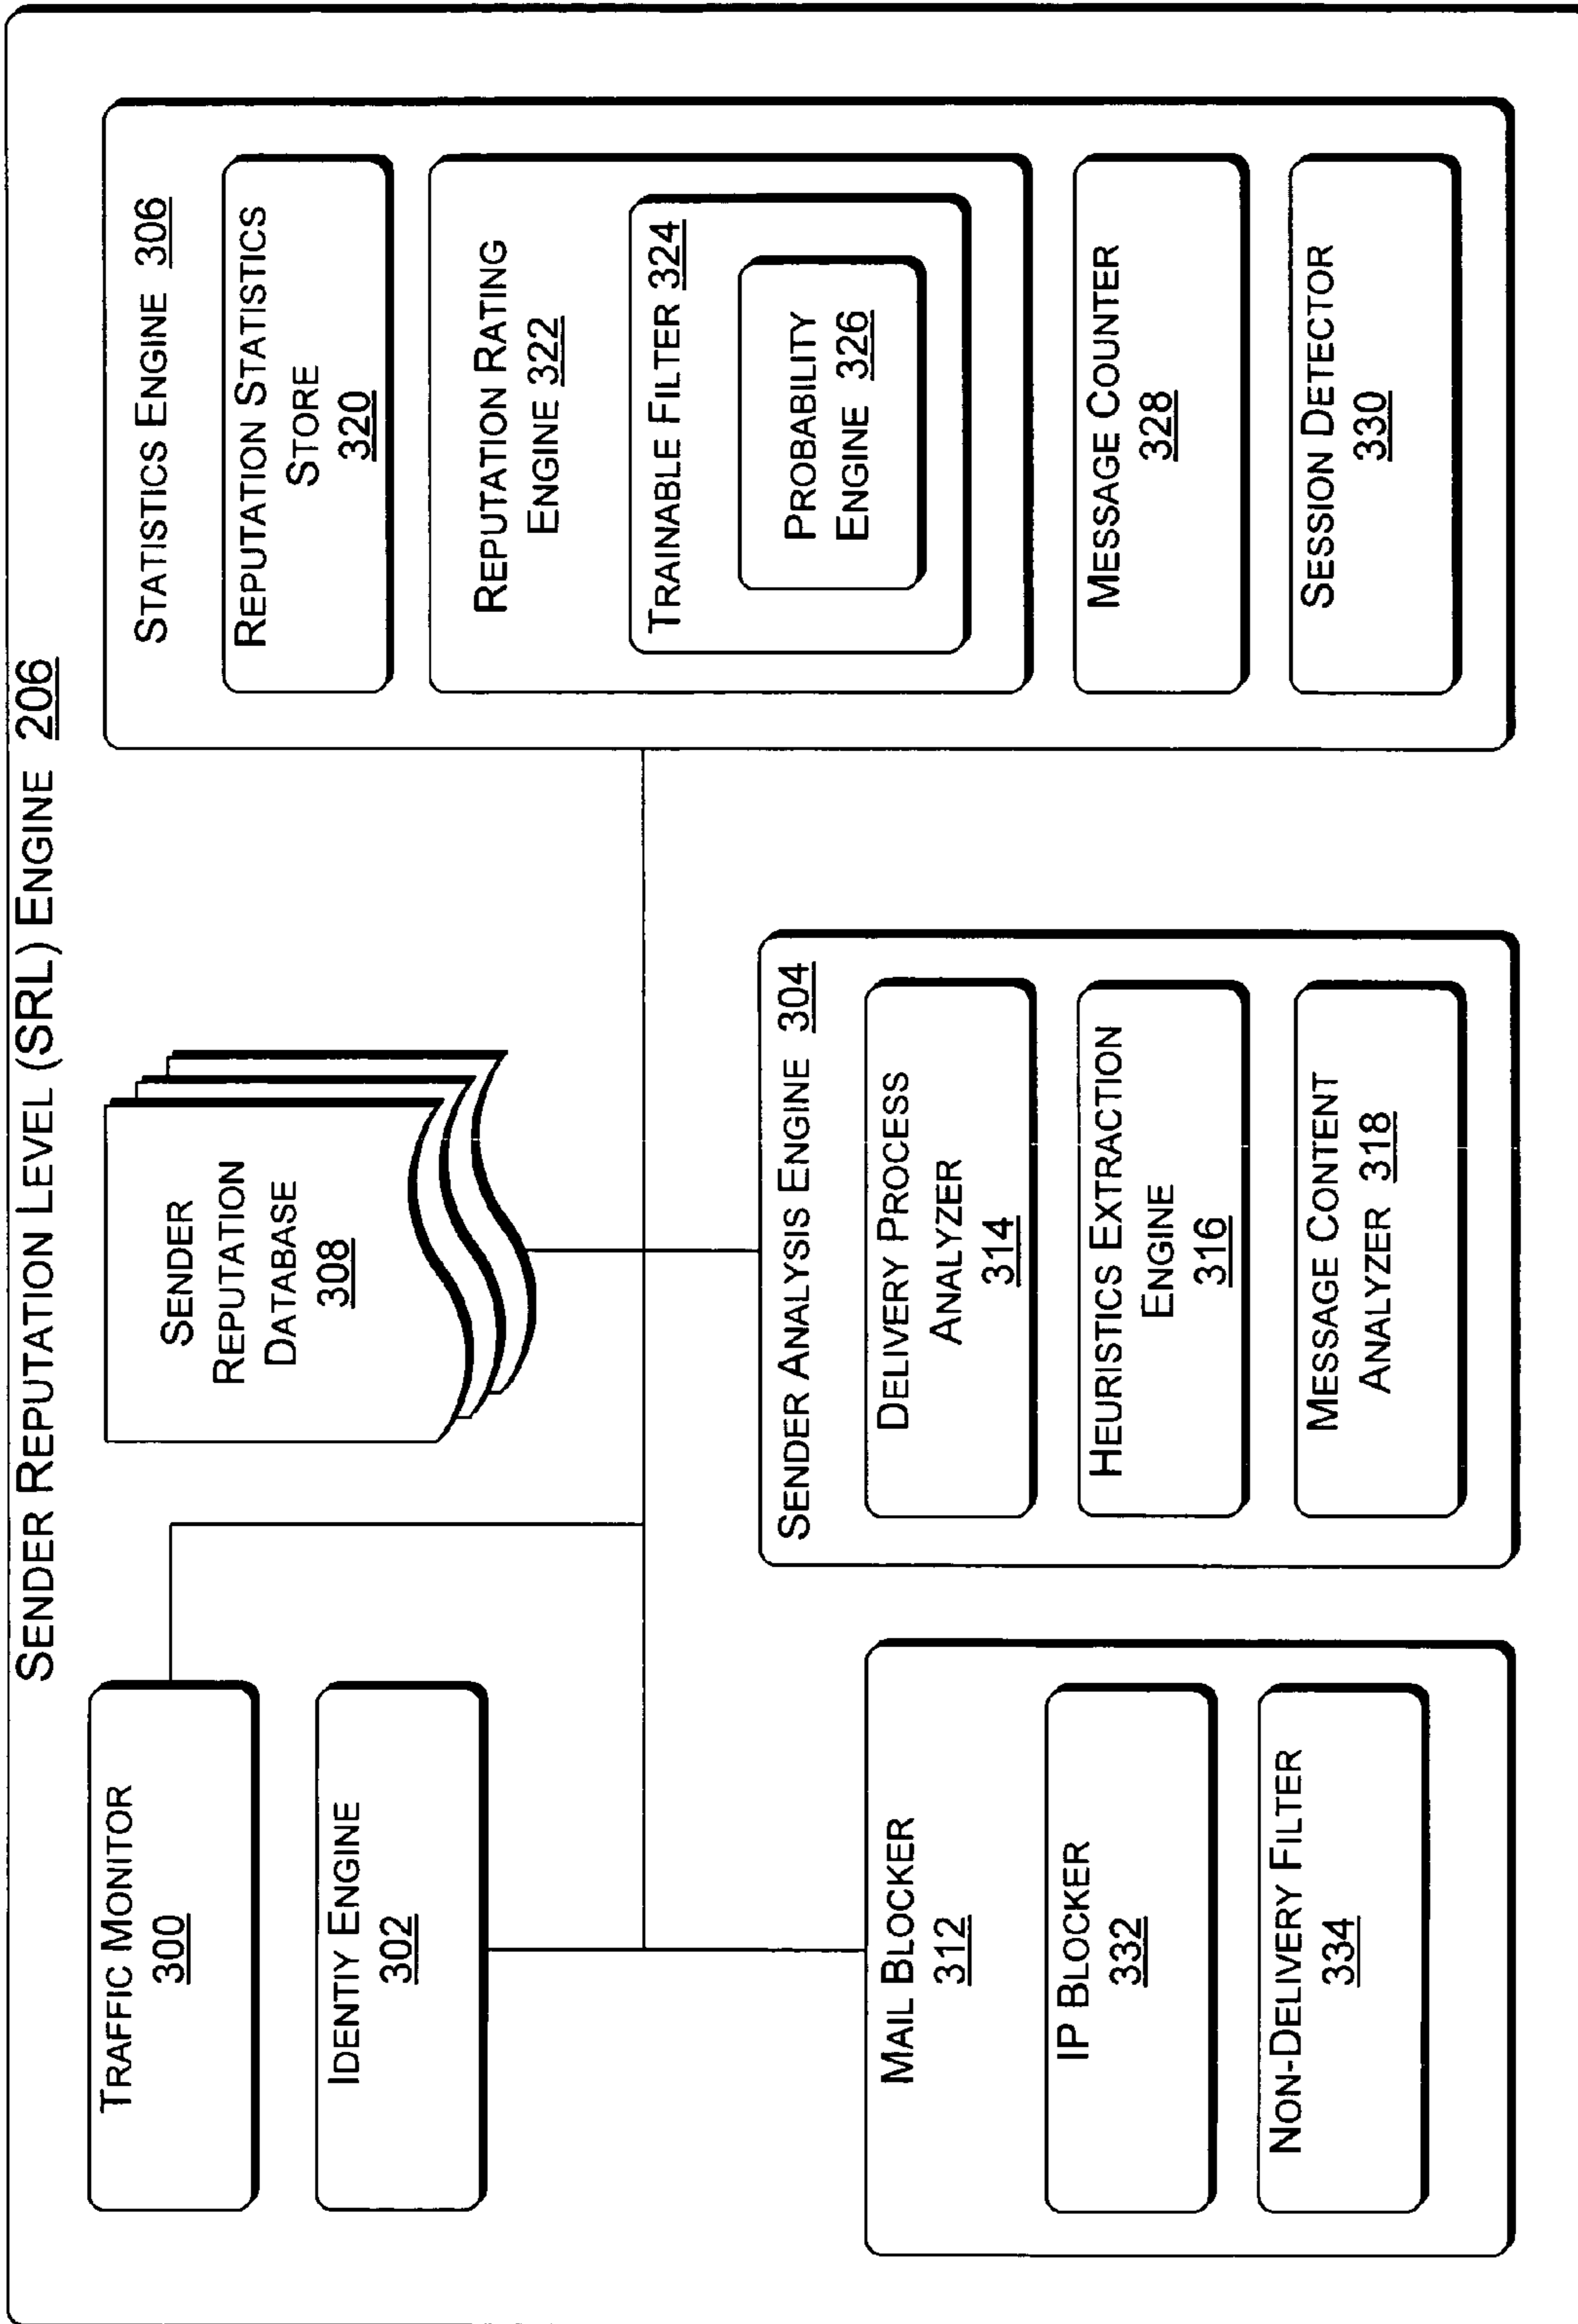 SENDER REPUTATION LEVEL (SRL) ENGINE 206
TRAFFIC MONITOR
300
IDENTIY ENGINE
302
MAIL BLOCKER
312
IP BLOCKER
332
NON-DELIVERY FILTER
334
SENDER
REPUTATION
DATABASE
308
SENDER ANALYSIS ENGINE 304
DELIVERY PROCESS
ANALYZER
314
HEURISTICS EXTRACTION
ENGINE
316
MESSAGE CONTENT
ANALYZER 318
STATISTICS ENGINE 306
REPUTATION STATISTICS
STORE
320
REPUTATION RATING
ENGINE 322
TRAINABLE FILTER 324
PROBABILITY
ENGINE 326
MESSAGE COUNTER
328
SESSION DETECTOR
330